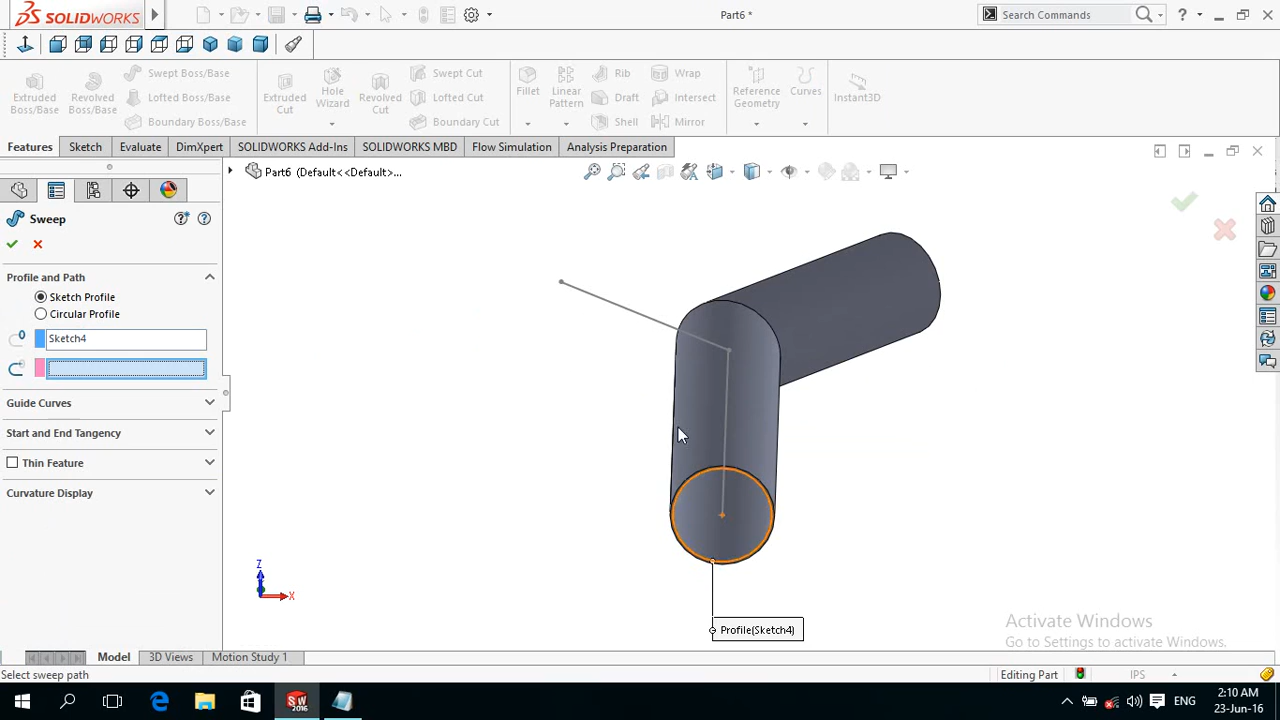 SOLIDWORKS
Part6 *
Search Commands
Extruded Boss/Base
Revolved Boss/Base
Swept Boss/Base
Lofted Boss/Base
Boundary Boss/Base
Extruded Cut
Hole Wizard
Revolved Cut
Swept Cut
Lofted Cut
Boundary Cut
Fillet
Linear Pattern
Rib
Draft
Shell
Wrap
Intersect
Mirror
Reference Geometry
Curves
Instant3D
Features
Sketch
Evaluate
DimXpert
SOLIDWORKS Add-Ins
SOLIDWORKS MBD
Flow Simulation
Analysis Preparation
Part6 (Default<<Default>...
Sweep
Profile and Path
Sketch Profile
Circular Profile
Sketch4
Guide Curves
Start and End Tangency
Thin Feature
Curvature Display
Z
X
Profile(Sketch4)
Activate Windows
Go to Settings to activate Windows.
Model
3D Views
Motion Study 1
Select sweep path
Editing Part
IPS
SW
2016
ENG
2:10 AM
23-Jun-16